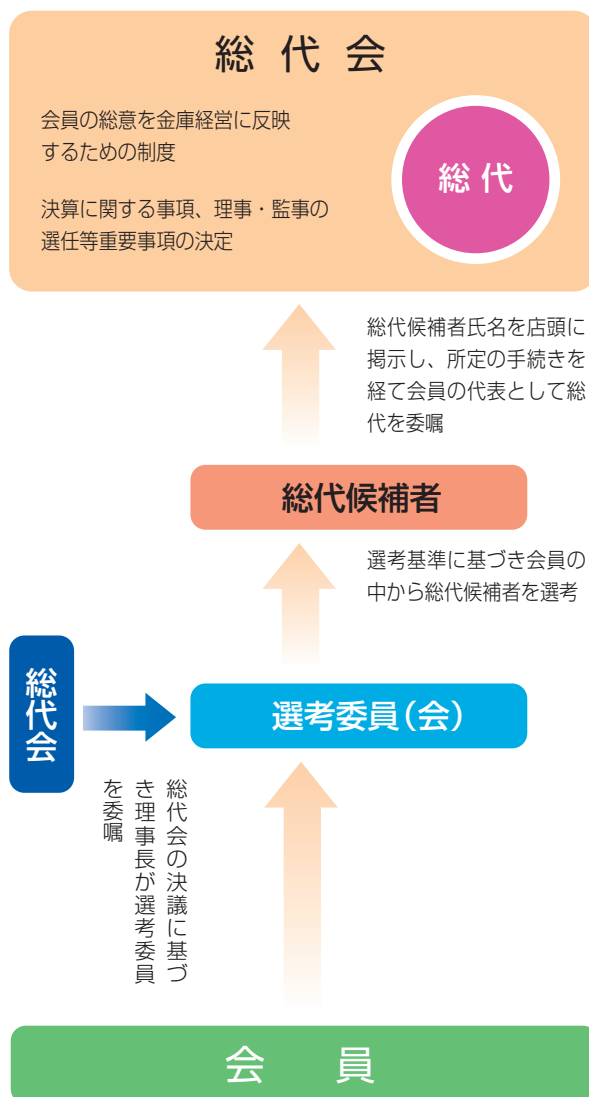 総代会
会員の総意を金庫経営に反映
するための制度
決算に関する事項、理事・監事の
選任等重要事項の決定
総代
総代候補者氏名を店頭に
掲示し、所定の手続きを
経て会員の代表として総
代を委嘱
総代候補者
選考基準に基づき会員の
中から総代候補者を選考
総代会
選考委員（会）
総代会の決議に基づ
き理事長が選考委員
を委嘱
会員